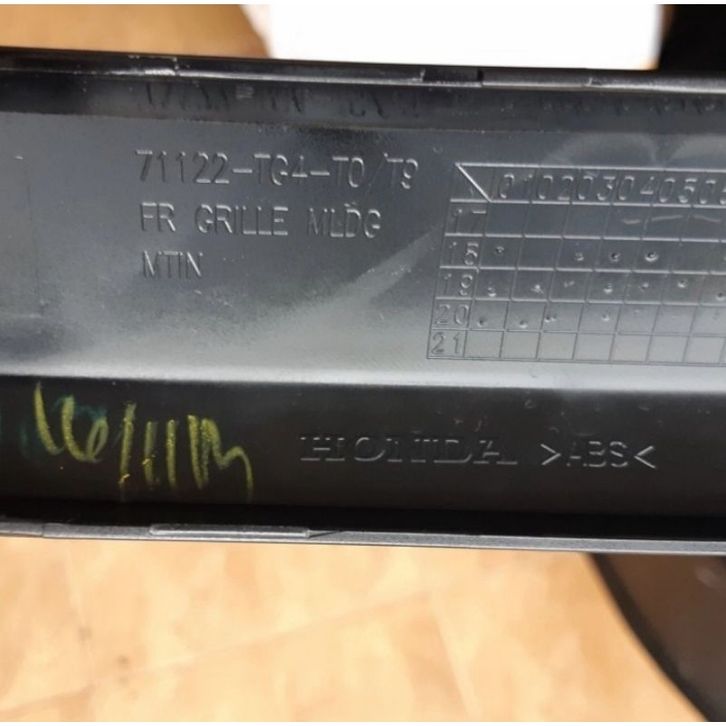 71122-TG4-T0/T9
FR GRILLE MLDG
MTIN
01 02 03 04 05 0
17
18
19
20
21
HONDA >ABS<